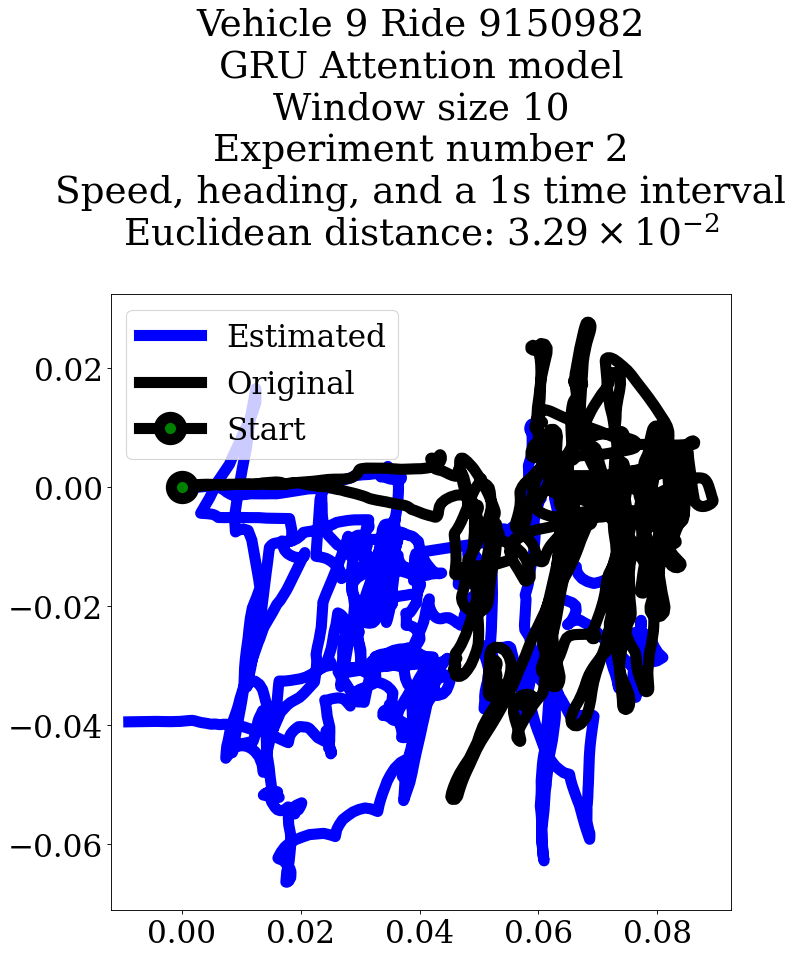 Vehicle 9 Ride 9150982
GRU Attention model
Window size 10
Experiment number 2
Speed, heading, and a 1s time interval
Euclidean distance: 3.29 × 10⁻²
Estimated
Original
Start
0.02
0.00
−0.02
−0.04
−0.06
0.00 0.02 0.04 0.06 0.08